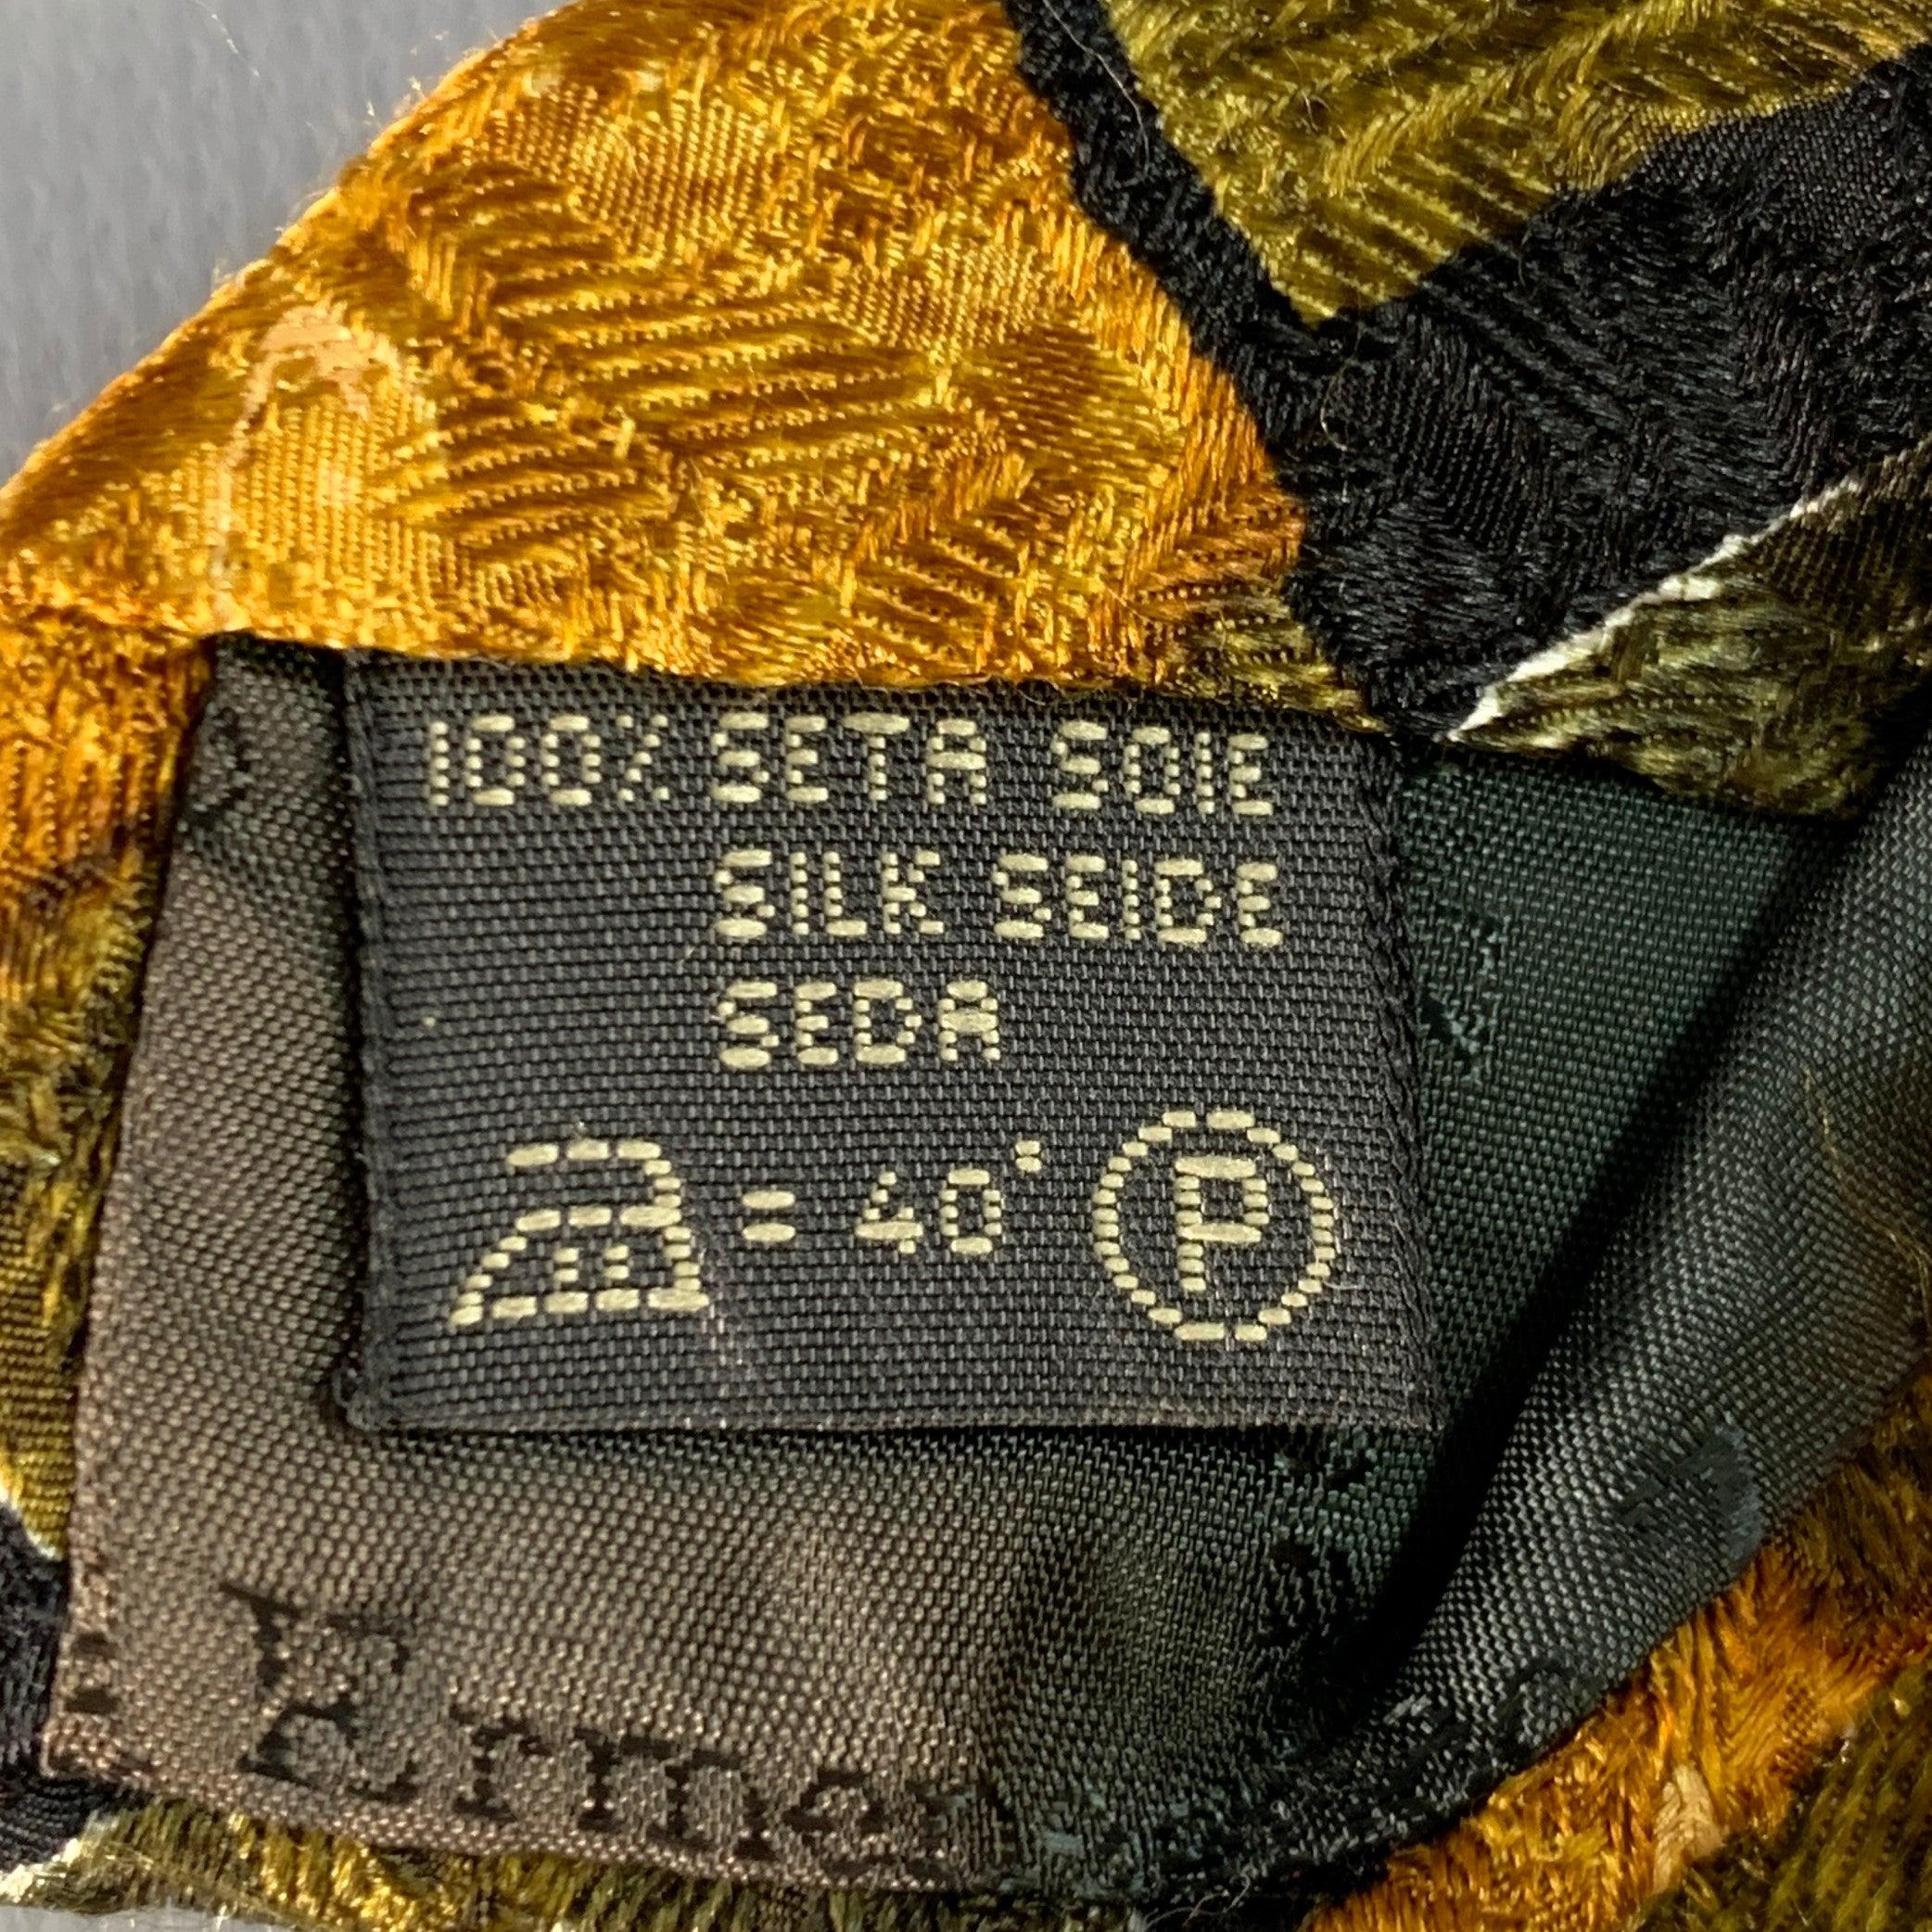 100% SETA SOIE
SILK SEIDE
SEDA
= 40° P